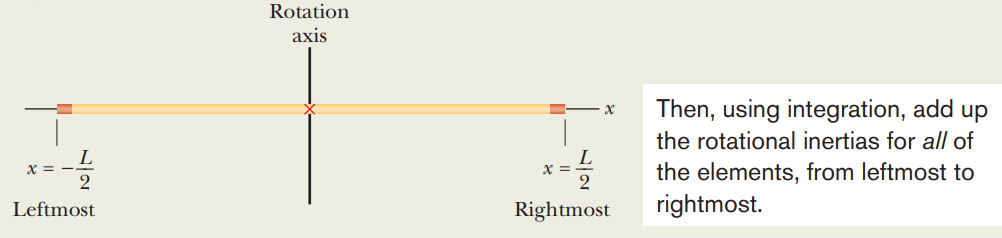 Rotation
axis
x
x = -L/2
Leftmost
x = L/2
Rightmost
Then, using integration, add up
the rotational inertias for all of
the elements, from leftmost to
rightmost.